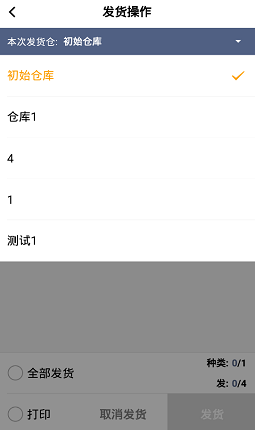 发货操作
本次发货仓: 初始仓库
初始仓库
仓库1
4
1
测试1
全部发货
种类: 0/1
发: 0/4
打印 取消发货 发货